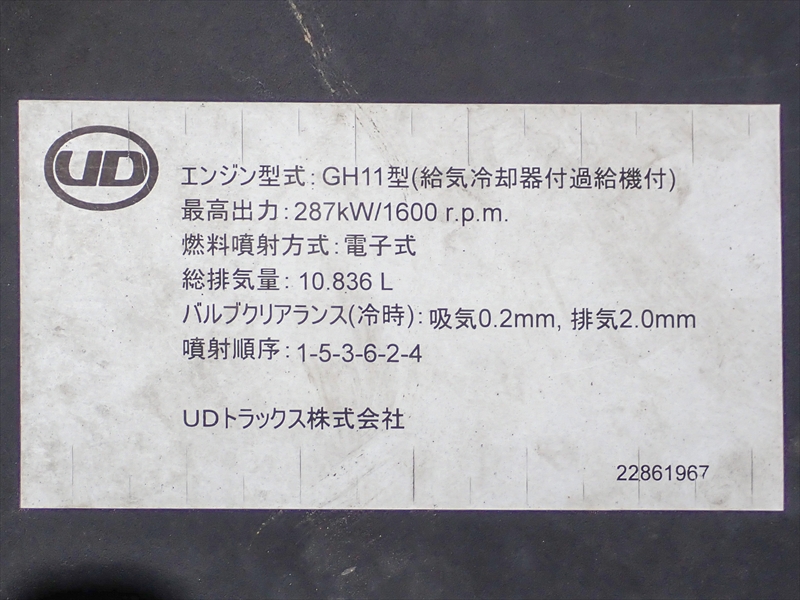 UD
エンジン型式: GH11型(給気冷却器付過給機付)
最高出力: 287kW/1600 r.p.m.
燃料噴射方式: 電子式
総排気量: 10.836 L
バルブクリアランス(冷時): 吸気0.2mm, 排気2.0mm
噴射順序: 1-5-3-6-2-4
UDトラックス株式会社
22861967